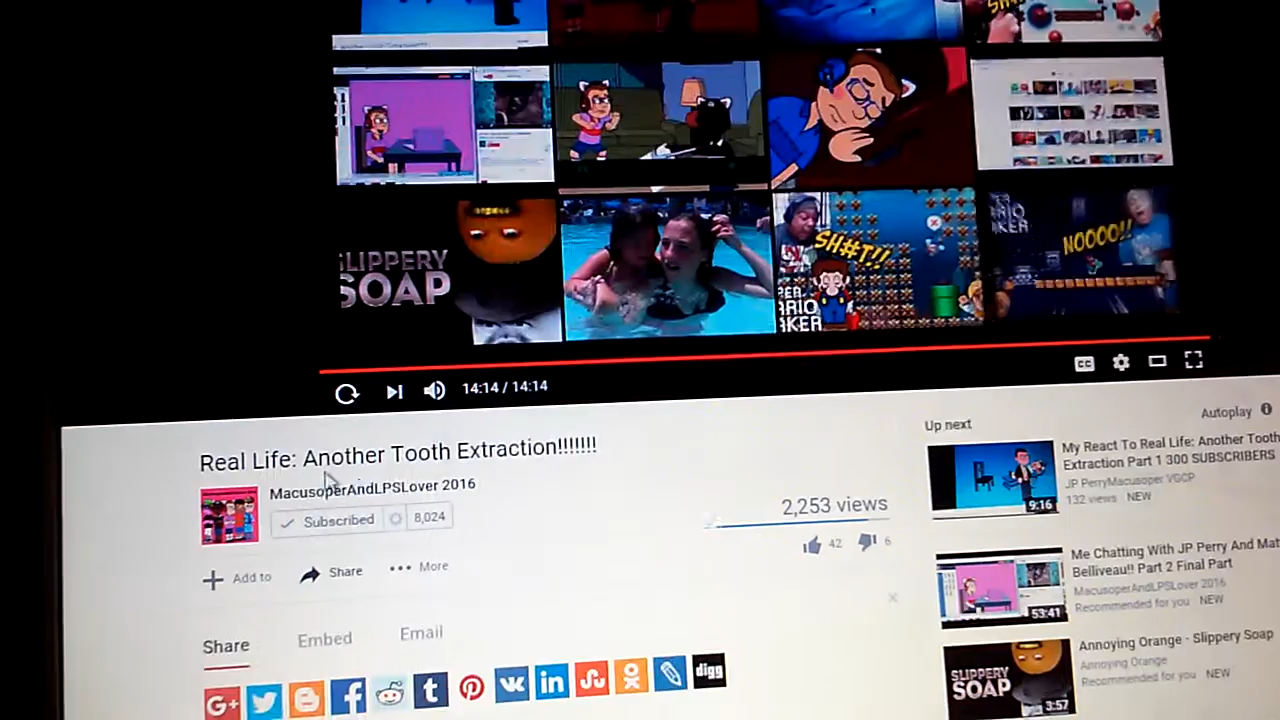 SH#T!!
SLIPPERY
SOAP
NOOOO!!
14:14 / 14:14
CC
Real Life: Another Tooth Extraction!!!!!!!
MacusoperAndLPSLover 2016
Subscribed
8,024
2,253 views
42
6
Add to
Share
More
Share
Embed
Email
G+
t
in
digg
Autoplay
Up next
My React To Real Life: Another Tooth
Extraction Part 1 300 SUBSCRIBERS
JP PerryMacusoper VGCP
132 views NEW
9:16
Me Chatting With JP Perry And Mat
Belliveau!! Part 2 Final Part
MacusoperAndLPSLover 2016
Recommended for you NEW
53:41
Annoying Orange - Slippery Soap
Annoying Orange
Recommended for you NEW
SLIPPERY
SOAP
3:57